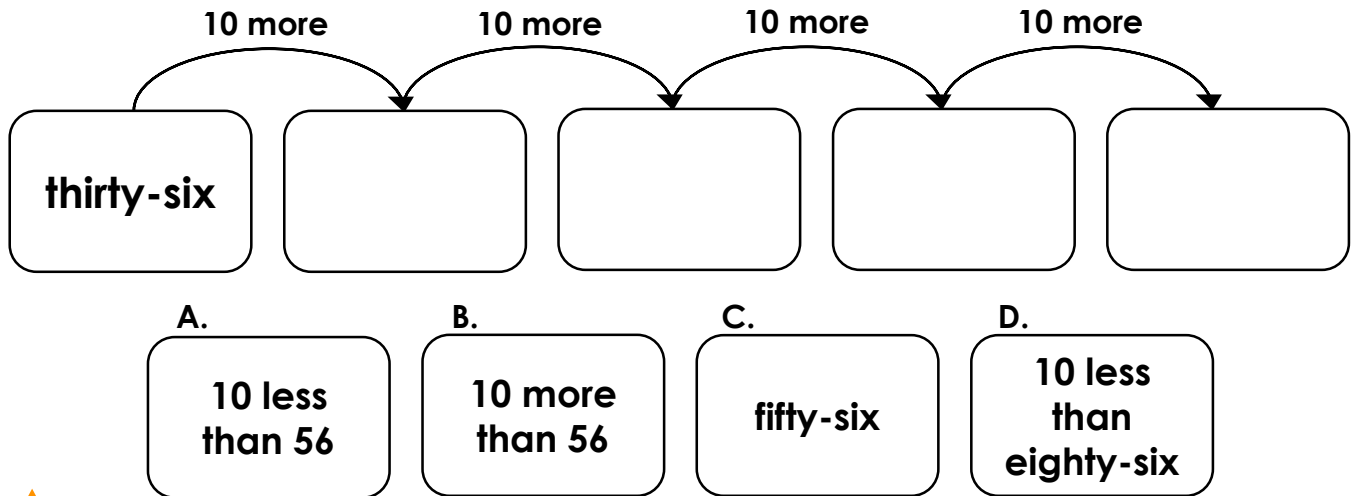 10 more
10 more
10 more
10 more
thirty-six
A.
10 less
than 56
B.
10 more
than 56
C.
fifty-six
D.
10 less
than
eighty-six